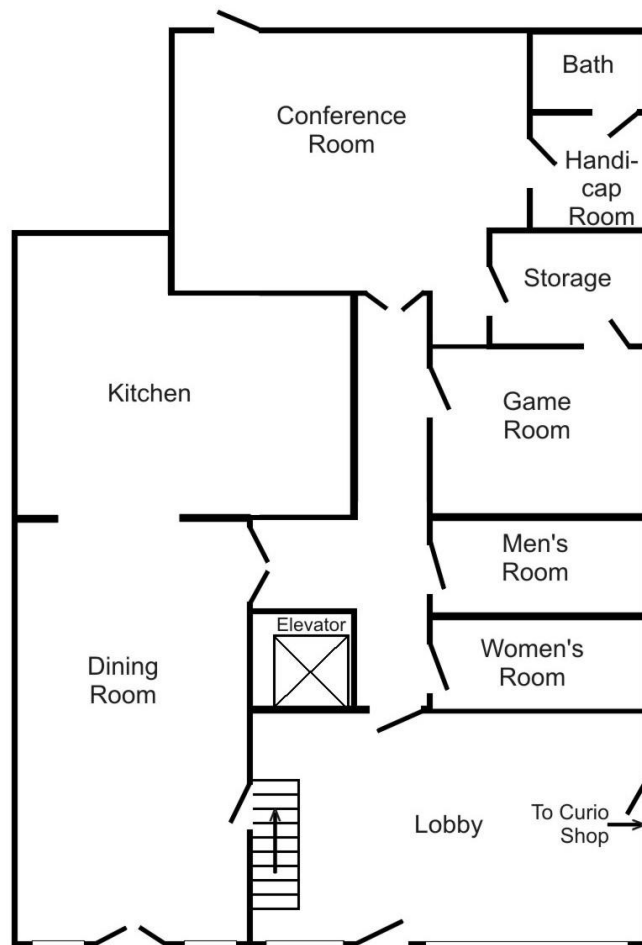 Bath
Conference
Room
Handi-
cap
Room
Storage
Kitchen
Game
Room
Men's
Room
Elevator
Women's
Room
Dining
Room
Lobby
To Curio
Shop